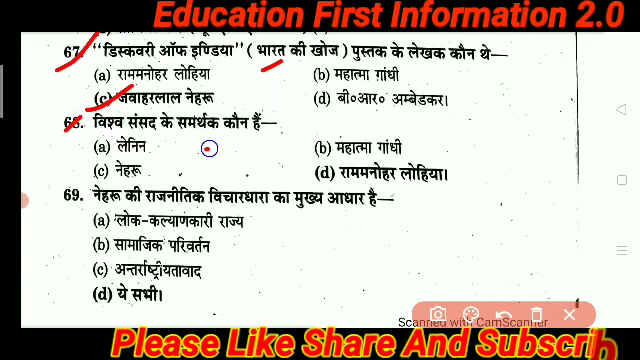 Education First Information 2.0
67. "डिस्कवरी ऑफ इण्डिया" ( भारत की खोज ) पुस्तक के लेखक कौन थे—
(a) राममनोहर लोहिया (b) महात्मा गांधी
(c) जवाहरलाल नेहरू (d) बी०आर० अम्बेडकर।
68. विश्व संसद के समर्थक कौन हैं—
(a) लेनिन (b) महात्मा गांधी
(c) नेहरू (d) राममनोहर लोहिया।
69. नेहरू की राजनीतिक विचारधारा का मुख्य आधार है—
(a) लोक-कल्याणकारी राज्य
(b) सामाजिक परिवर्तन
(c) अन्तर्राष्ट्रीयतावाद
(d) ये सभी।
Scanned with CamScanner
Please Like Share And Subscrib